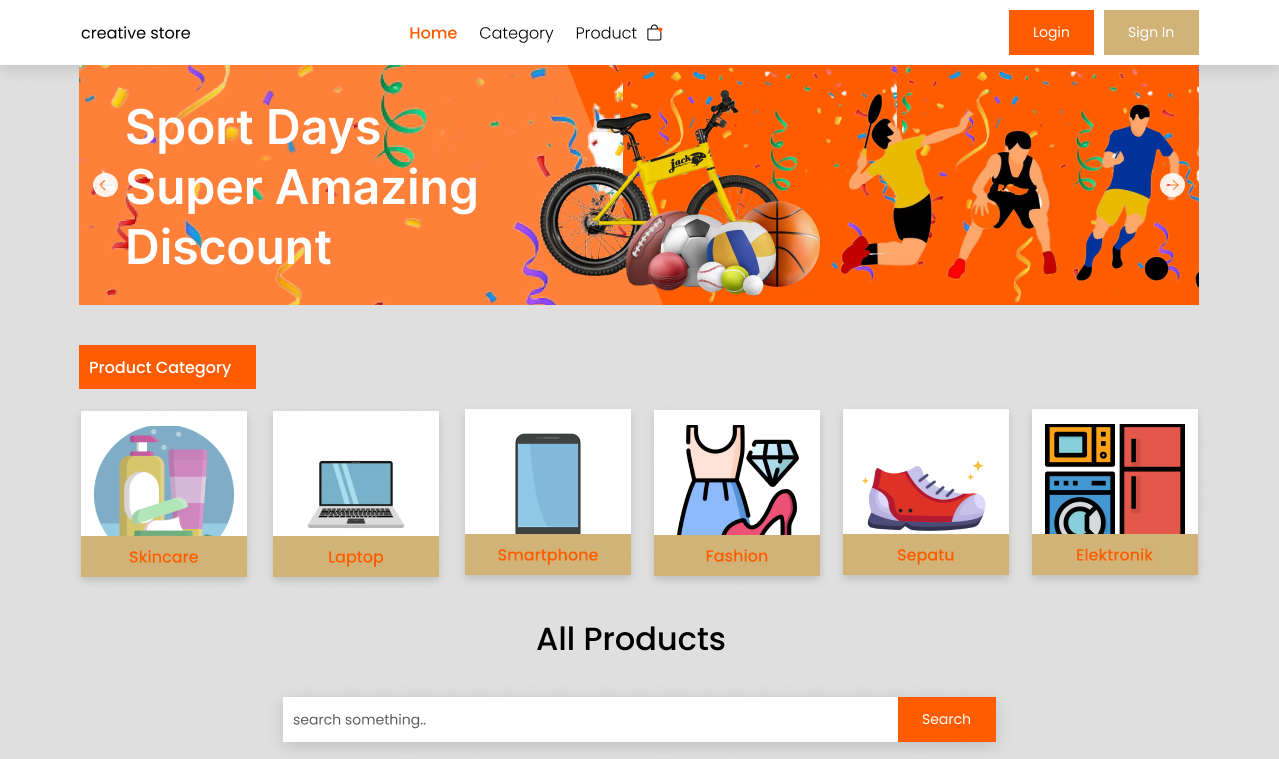 creative store
Home
Category
Product
Login
Sign In
Sport Days
Super Amazing
Discount
jack
Product Category
Skincare
Laptop
Smartphone
Fashion
Sepatu
Elektronik
All Products
search something..
Search